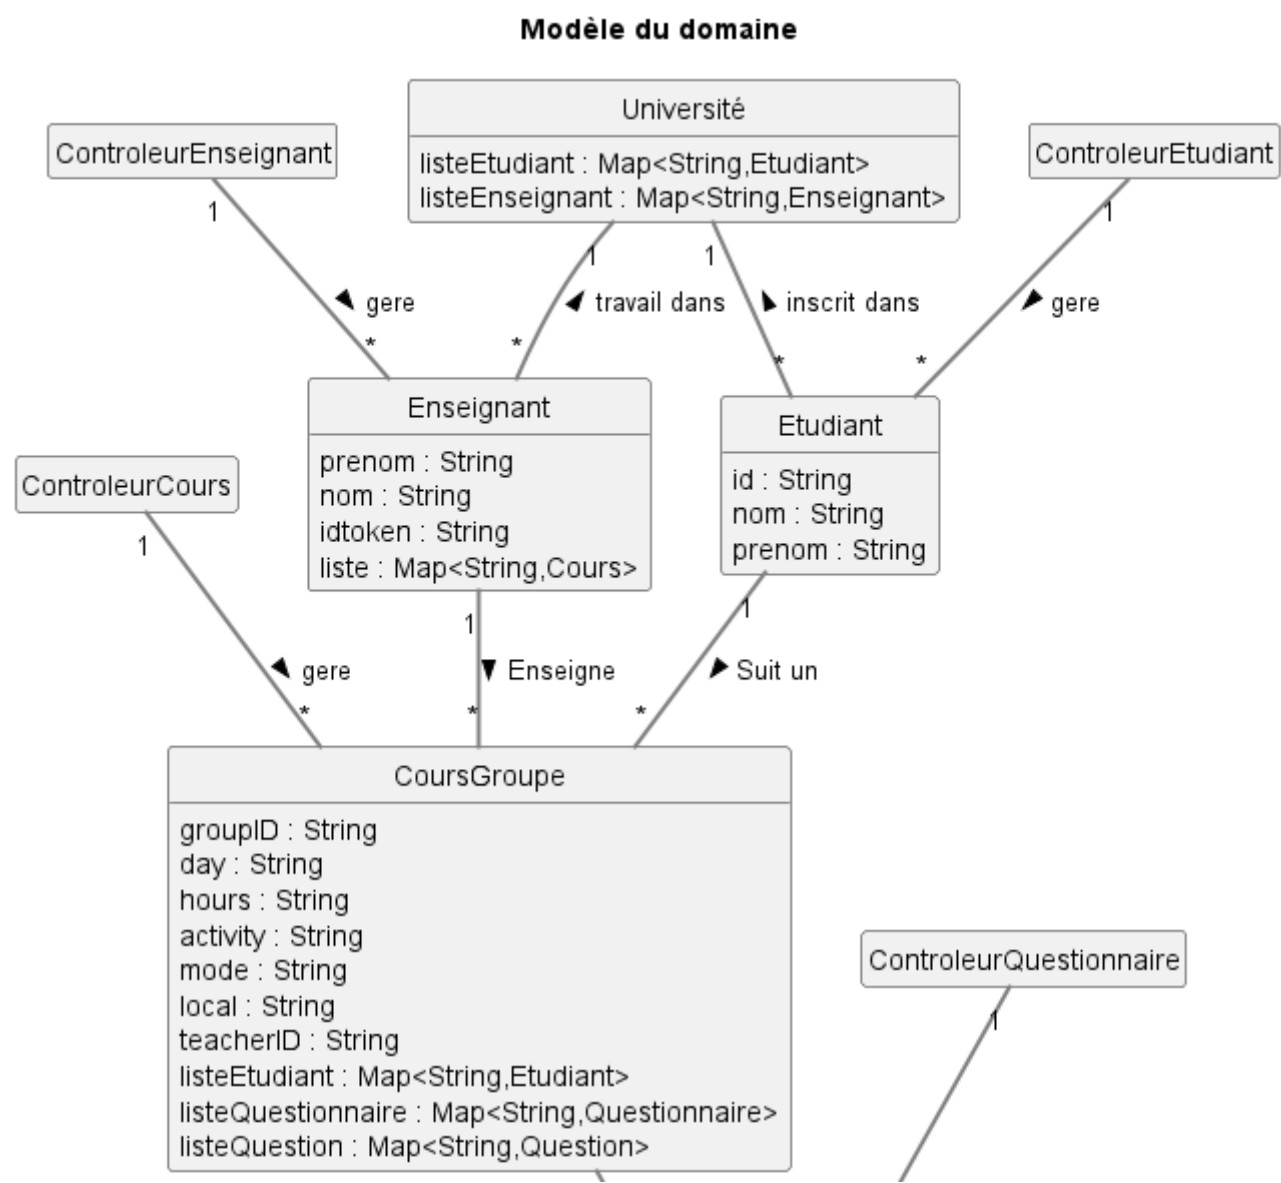 Modèle du domaine
Université
listeEtudiant : Map<String,Etudiant>
listeEnseignant : Map<String,Enseignant>
ControleurEnseignant
ControleurEtudiant
1
1
1
1
gere
travail dans
inscrit dans
gere
*
*
*
*
Enseignant
prenom : String
nom : String
idtoken : String
liste : Map<String,Cours>
Etudiant
id : String
nom : String
prenom : String
ControleurCours
1
1
1
gere
Enseigne
Suit un
*
*
*
CoursGroupe
groupID : String
day : String
hours : String
activity : String
mode : String
local : String
teacherID : String
listeEtudiant : Map<String,Etudiant>
listeQuestionnaire : Map<String,Questionnaire>
listeQuestion : Map<String,Question>
ControleurQuestionnaire
1